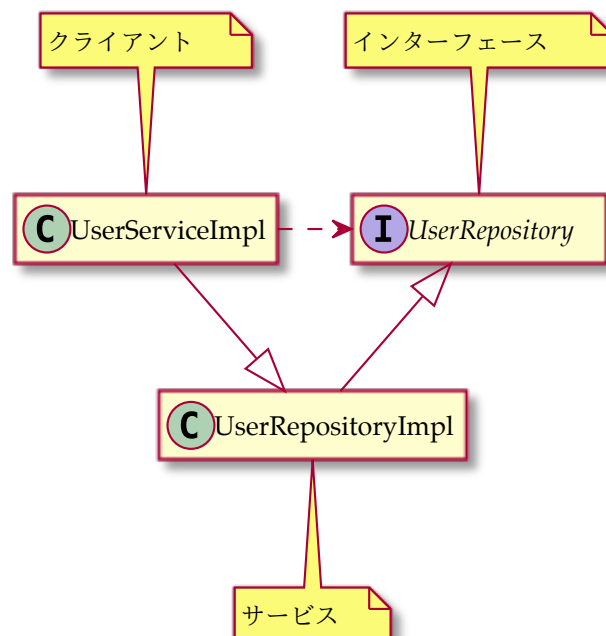 クライアント
インターフェース
C UserServiceImpl
I UserRepository
C UserRepositoryImpl
サービス